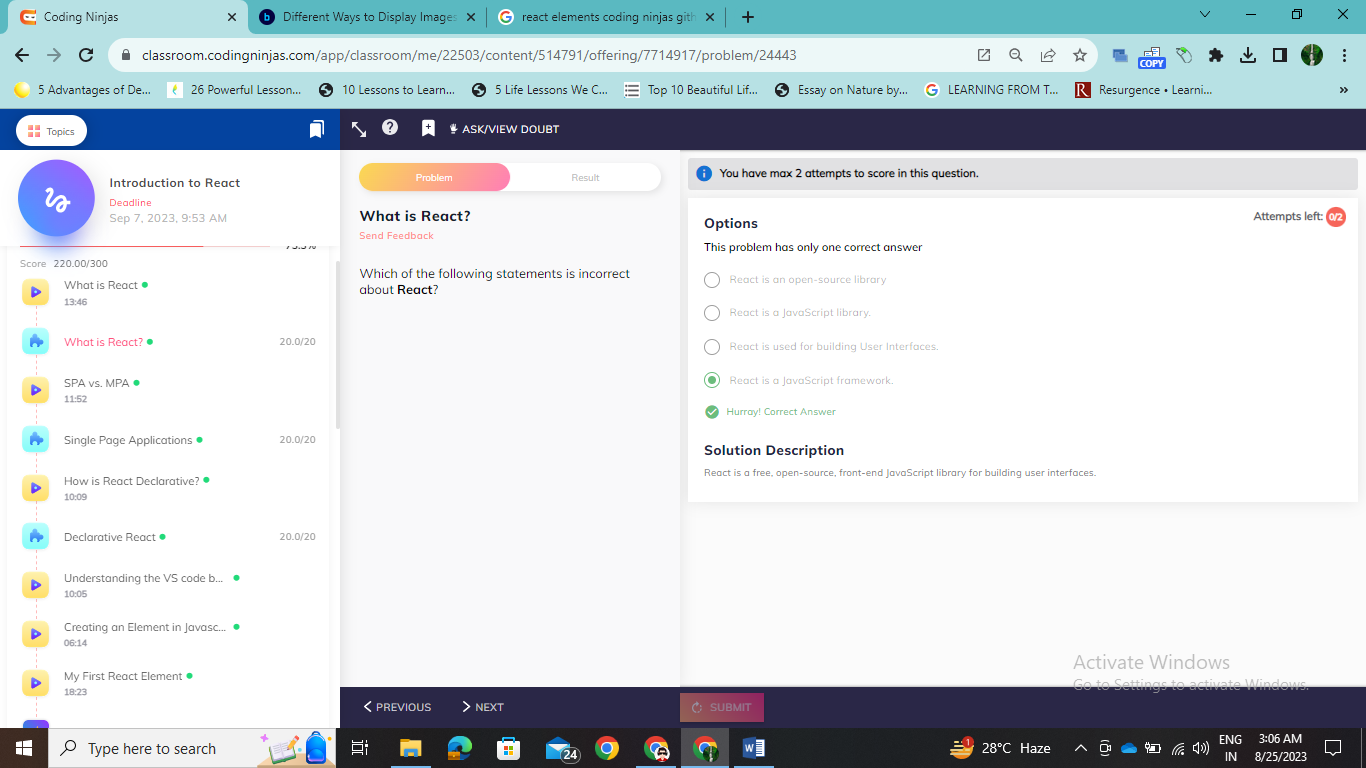 Coding Ninjas
Different Ways to Display Images
react elements coding ninjas gith
classroom.codingninjas.com/app/classroom/me/22503/content/514791/offering/7714917/problem/24443
COPY
5 Advantages of De...
26 Powerful Lesson...
10 Lessons to Learn...
5 Life Lessons We C...
Top 10 Beautiful Lif...
Essay on Nature by...
LEARNING FROM T...
Resurgence • Learni...
Topics
ASK/VIEW DOUBT
Introduction to React
Deadline
Sep 7, 2023, 9:53 AM
Score 220.00/300
What is React
13:46
What is React?
20.0/20
SPA vs. MPA
11:52
Single Page Applications
20.0/20
How is React Declarative?
10:09
Declarative React
20.0/20
Understanding the VS code b...
10:05
Creating an Element in Javasc...
06:14
My First React Element
18:23
Problem
Result
What is React?
Send Feedback
Which of the following statements is incorrect
about React?
You have max 2 attempts to score in this question.
Options
Attempts left: 0/2
This problem has only one correct answer
React is an open-source library
React is a JavaScript library.
React is used for building User Interfaces.
React is a JavaScript framework.
Hurray! Correct Answer
Solution Description
React is a free, open-source, front-end JavaScript library for building user interfaces.
Activate Windows
Go to Settings to activate Windows.
PREVIOUS
NEXT
SUBMIT
Type here to search
24
1
28°C Haze
ENG
IN
3:06 AM
8/25/2023